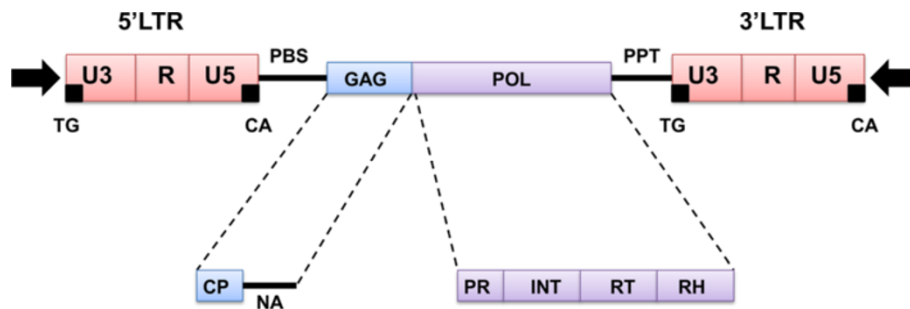 5'LTR 3'LTR
PBS PPT
U3 R U5 GAG POL U3 R U5
TG CA TG CA
CP PR INT RT RH
NA